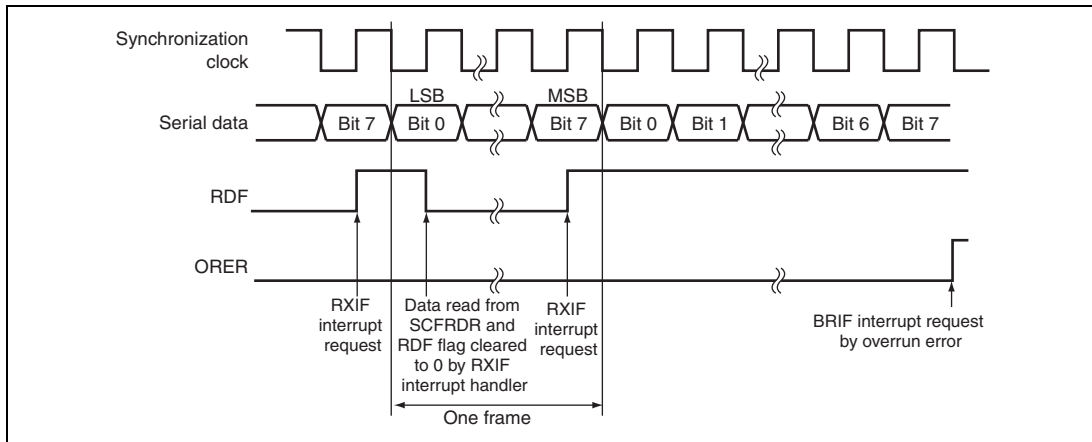 Synchronization
clock
LSB
MSB
Serial data
Bit 7
Bit 0
Bit 7
Bit 0
Bit 1
Bit 6
Bit 7
RDF
ORER
RXIF
interrupt
request
Data read from
SCFRDR and
RDF flag cleared
to 0 by RXIF
interrupt handler
RXIF
interrupt
request
BRIF interrupt request
by overrun error
One frame